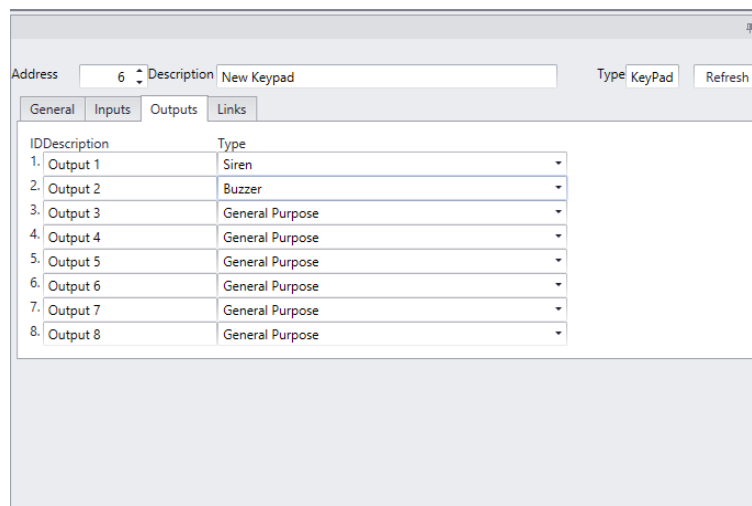 Address 6 Description New Keypad Type KeyPad Refresh
General Inputs Outputs Links
IDDescription Type
1. Output 1 Siren
2. Output 2 Buzzer
3. Output 3 General Purpose
4. Output 4 General Purpose
5. Output 5 General Purpose
6. Output 6 General Purpose
7. Output 7 General Purpose
8. Output 8 General Purpose